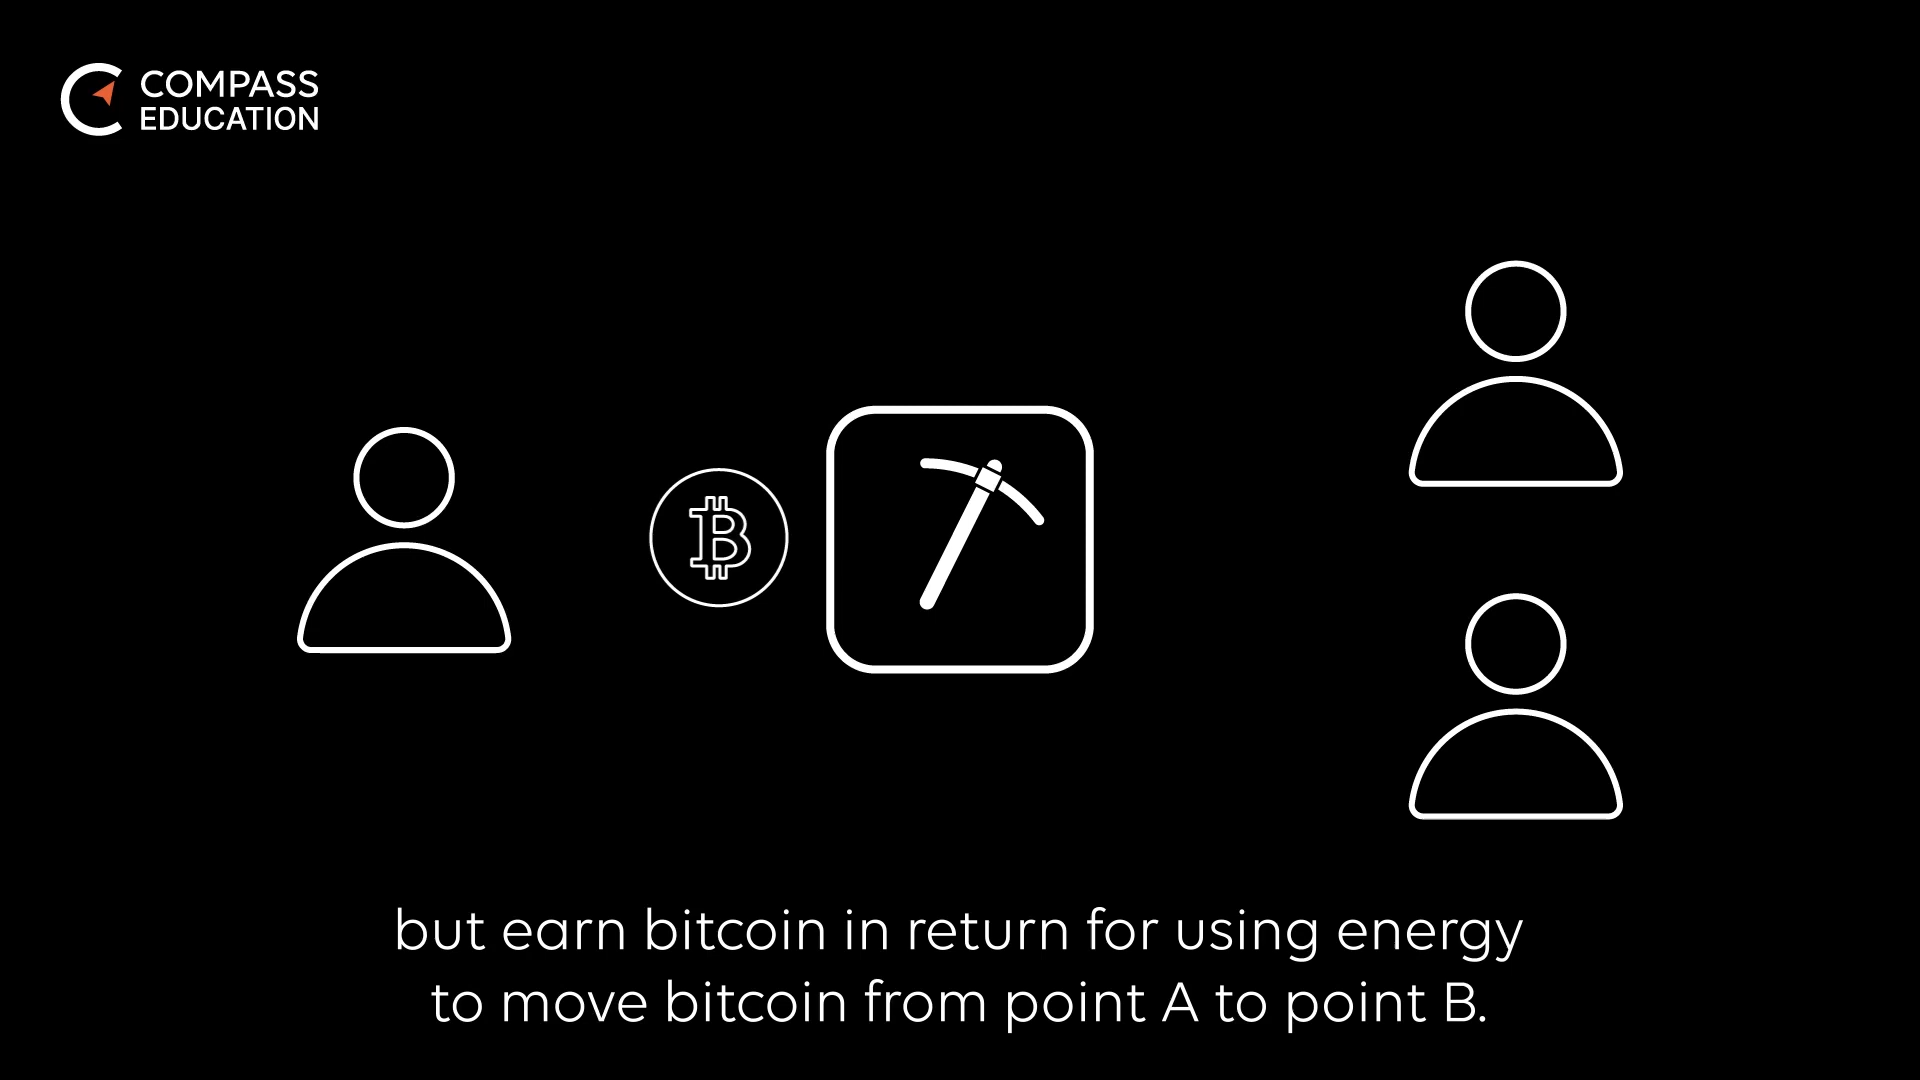 COMPASS
EDUCATION
but earn bitcoin in return for using energy
to move bitcoin from point A to point B.